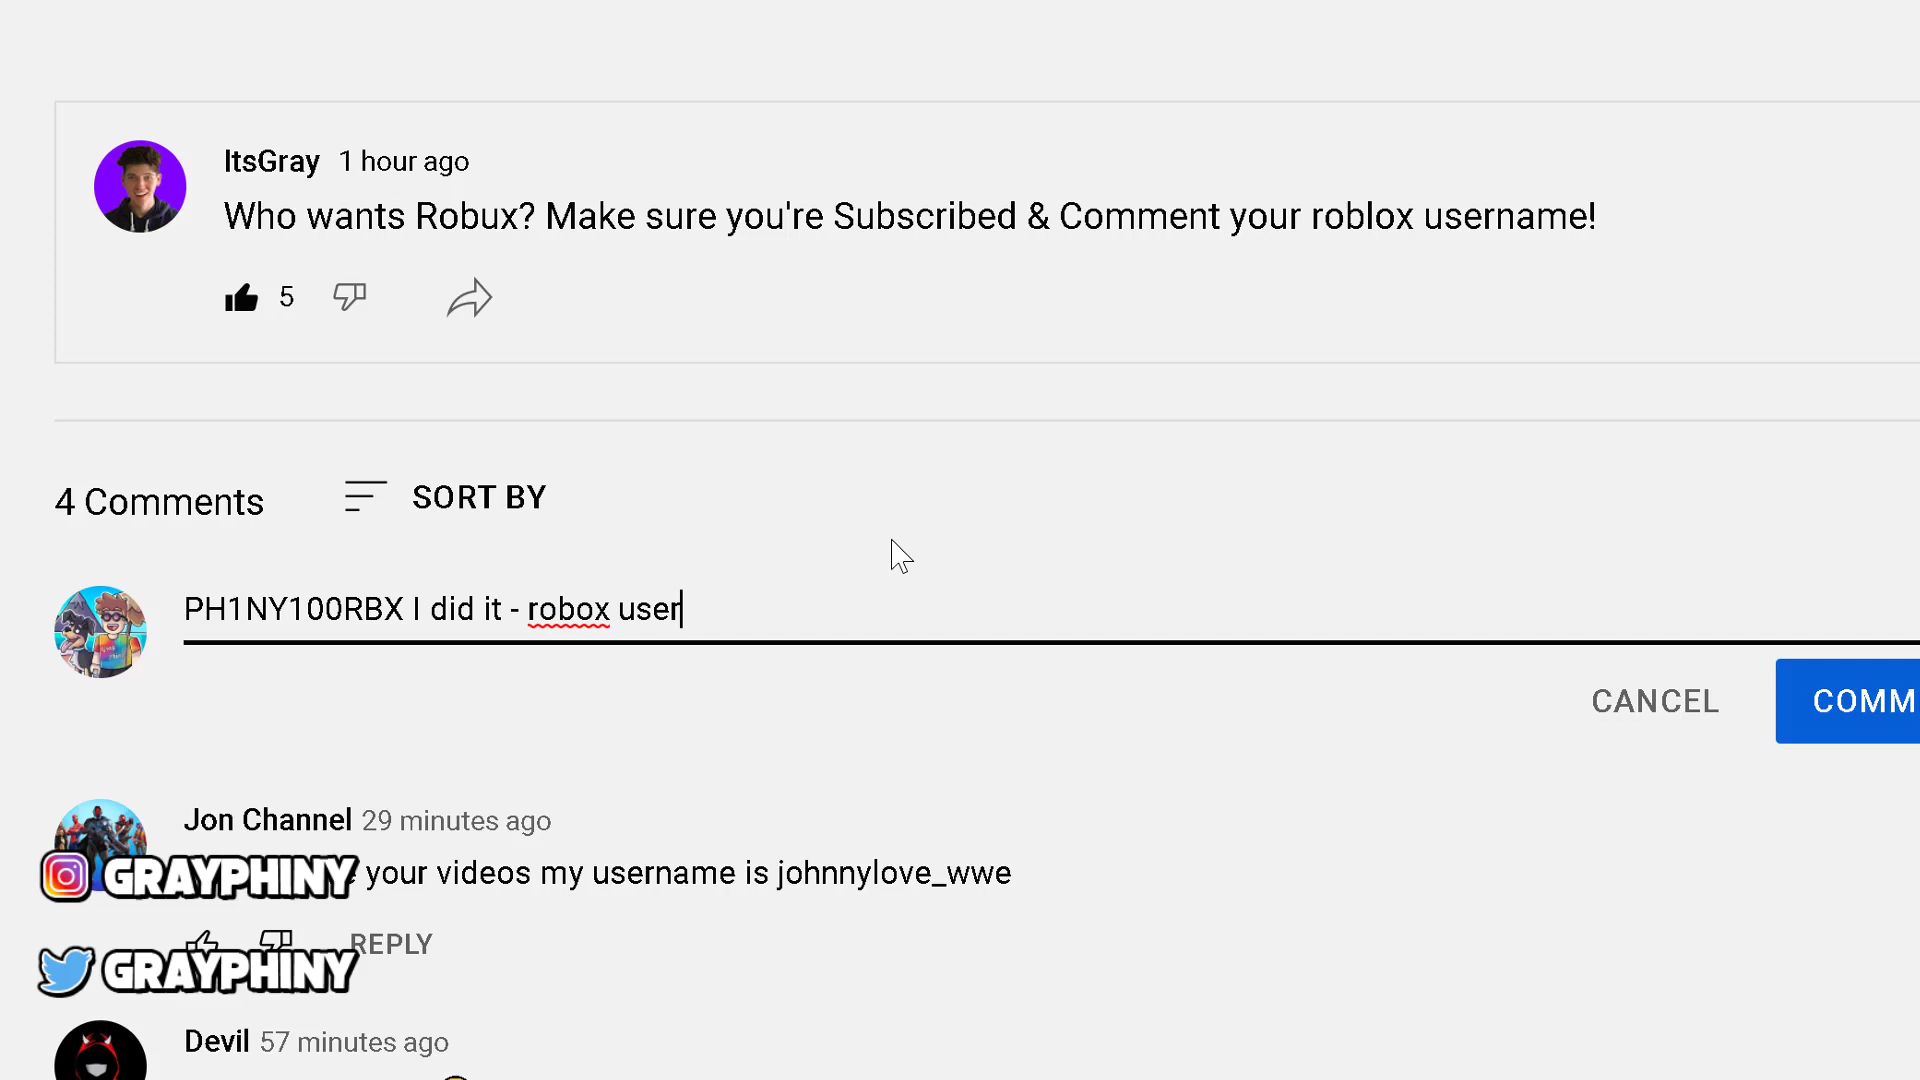 ItsGray 1 hour ago
Who wants Robux? Make sure you're Subscribed & Comment your roblox username!
5
4 Comments SORT BY
PH1NY100RBX I did it - robox user
CANCEL COMM
Jon Channel 29 minutes ago
GRAYPHINY your videos my username is johnnylove_wwe
REPLY
GRAYPHINY
Devil 57 minutes ago